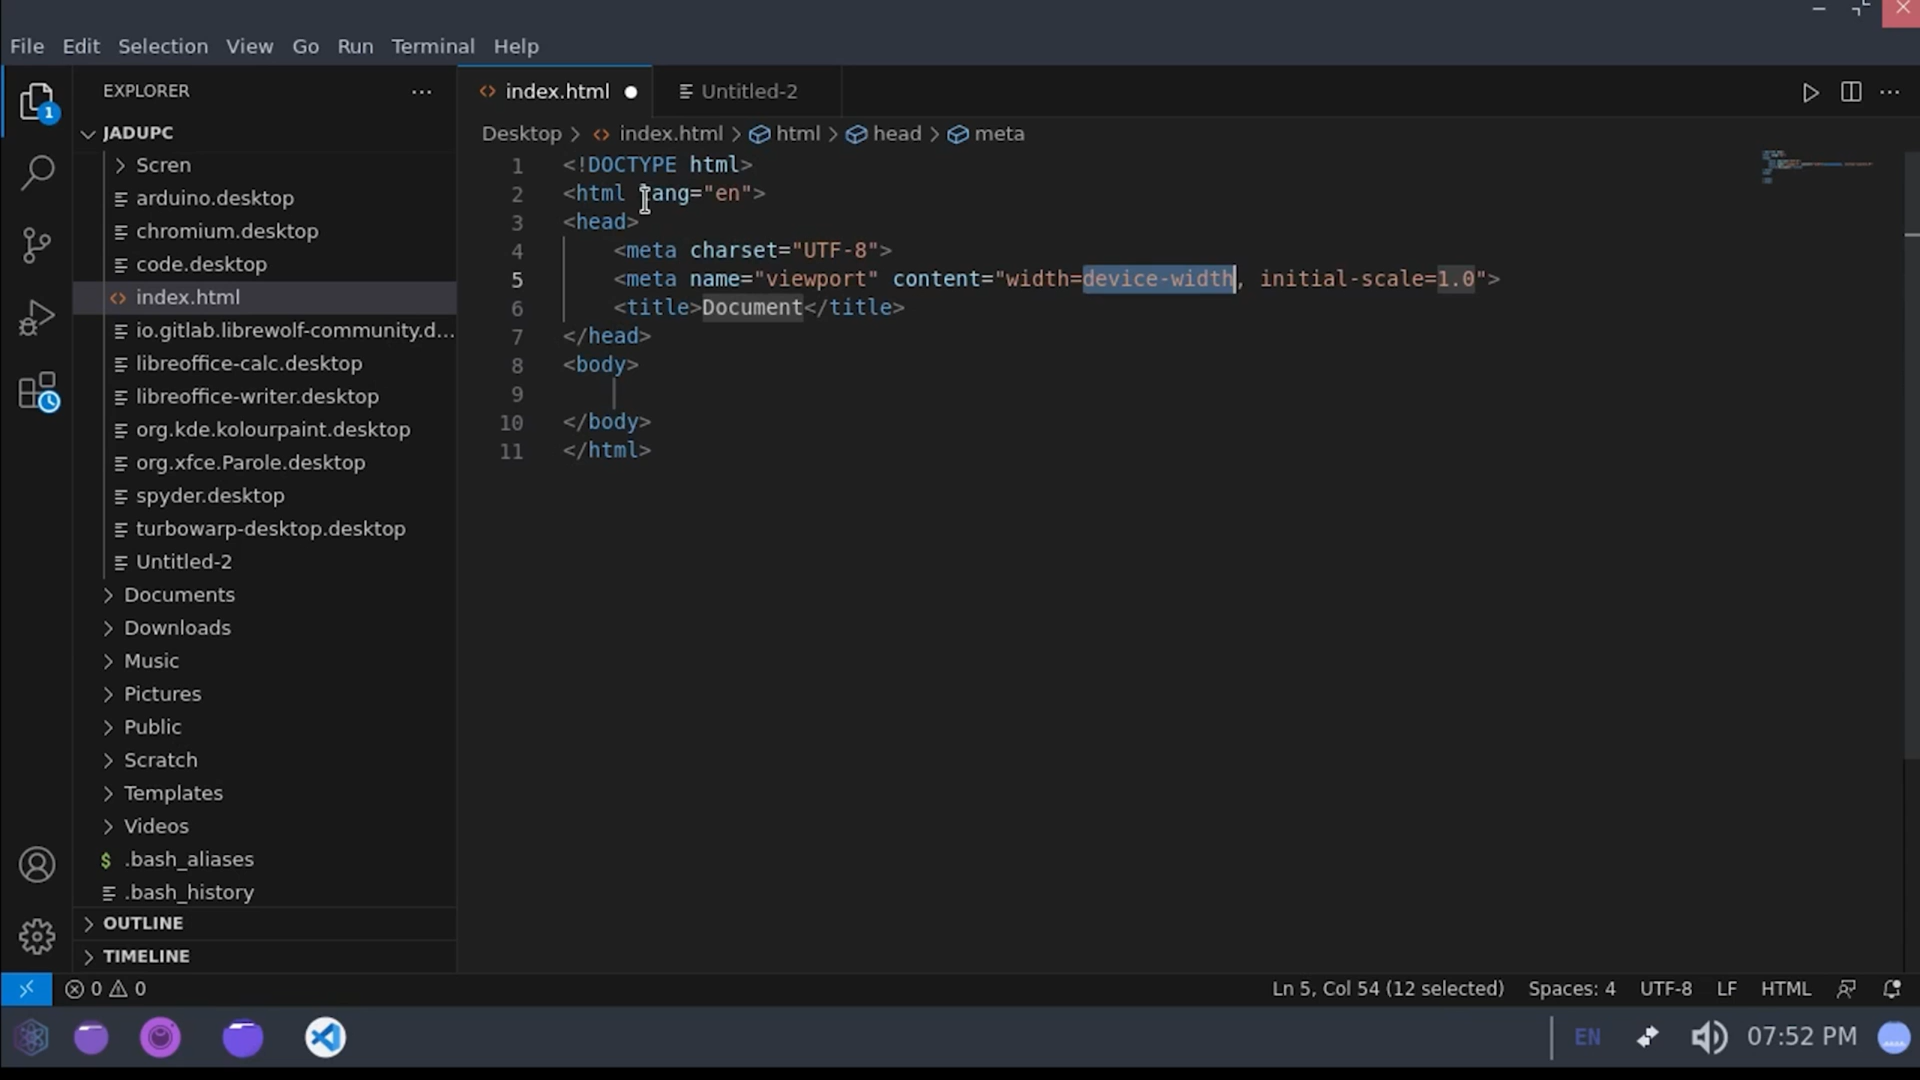 File Edit Selection View Go Run Terminal Help
EXPLORER ...
index.html
Untitled-2
JADUPC
Desktop > index.html > html > head > meta
Scren
arduino.desktop
chromium.desktop
code.desktop
index.html
io.gitlab.librewolf-community.d...
libreoffice-calc.desktop
libreoffice-writer.desktop
org.kde.kolourpaint.desktop
org.xfce.Parole.desktop
spyder.desktop
turbowarp-desktop.desktop
Untitled-2
Documents
Downloads
Music
Pictures
Public
Scratch
Templates
Videos
$ .bash_aliases
.bash_history
OUTLINE
TIMELINE
1
1 <!DOCTYPE html>
2 <html lang="en">
3 <head>
4 <meta charset="UTF-8">
5 <meta name="viewport" content="width=device-width, initial-scale=1.0">
6 <title>Document</title>
7 </head>
8 <body>
9
10 </body>
11 </html>
0 0
Ln 5, Col 54 (12 selected) Spaces: 4 UTF-8 LF HTML
EN 07:52 PM